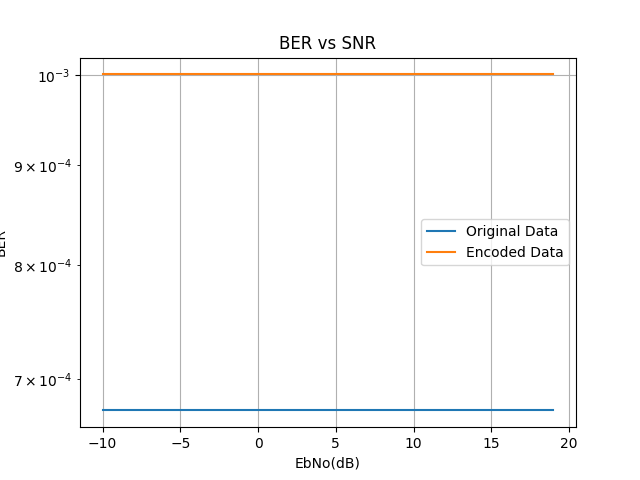 BER vs SNR
10⁻³
9 × 10⁻⁴
8 × 10⁻⁴
7 × 10⁻⁴
BER
Original Data
Encoded Data
−10 −5 0 5 10 15 20
EbNo(dB)